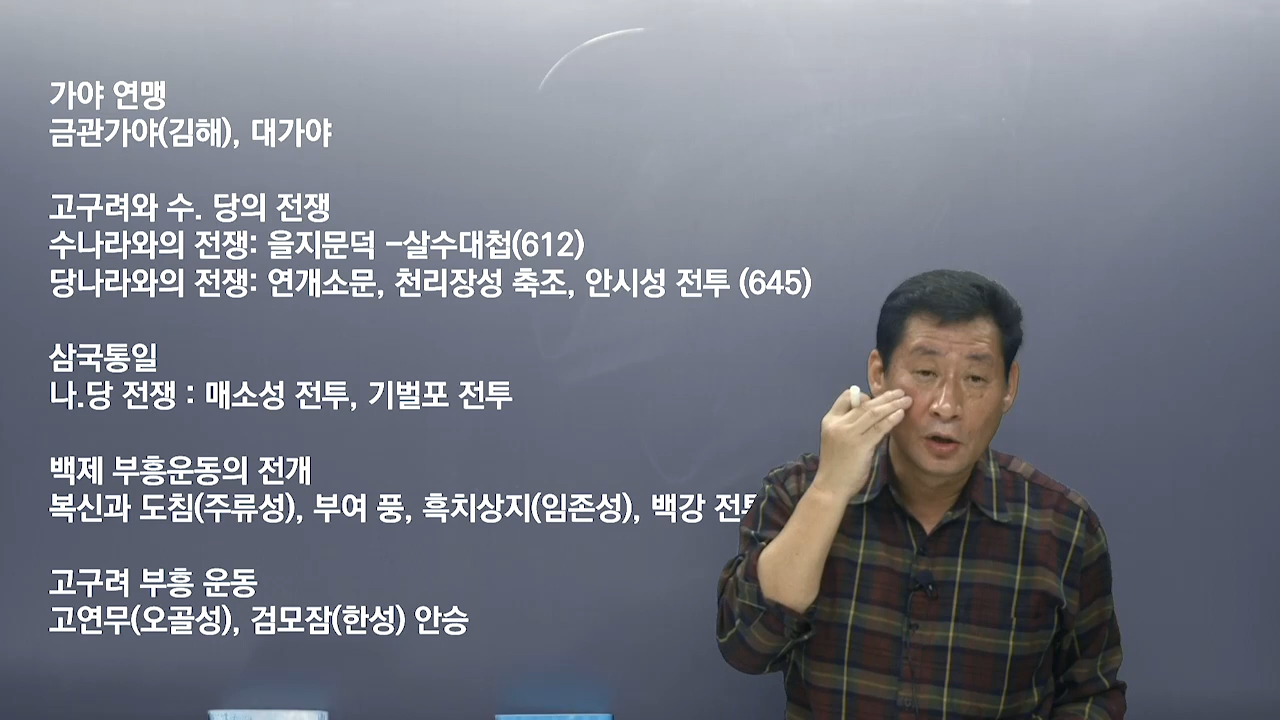 가야 연맹
금관가야(김해), 대가야
고구려와 수. 당의 전쟁
수나라와의 전쟁: 을지문덕 -살수대첩(612)
당나라와의 전쟁: 연개소문, 천리장성 축조, 안시성 전투 (645)
삼국통일
나.당 전쟁 : 매소성 전투, 기벌포 전투
백제 부흥운동의 전개
복신과 도침(주류성), 부여 풍, 흑치상지(임존성), 백강
고구려 부흥 운동
고연무(오골성), 검모잠(한성) 안승